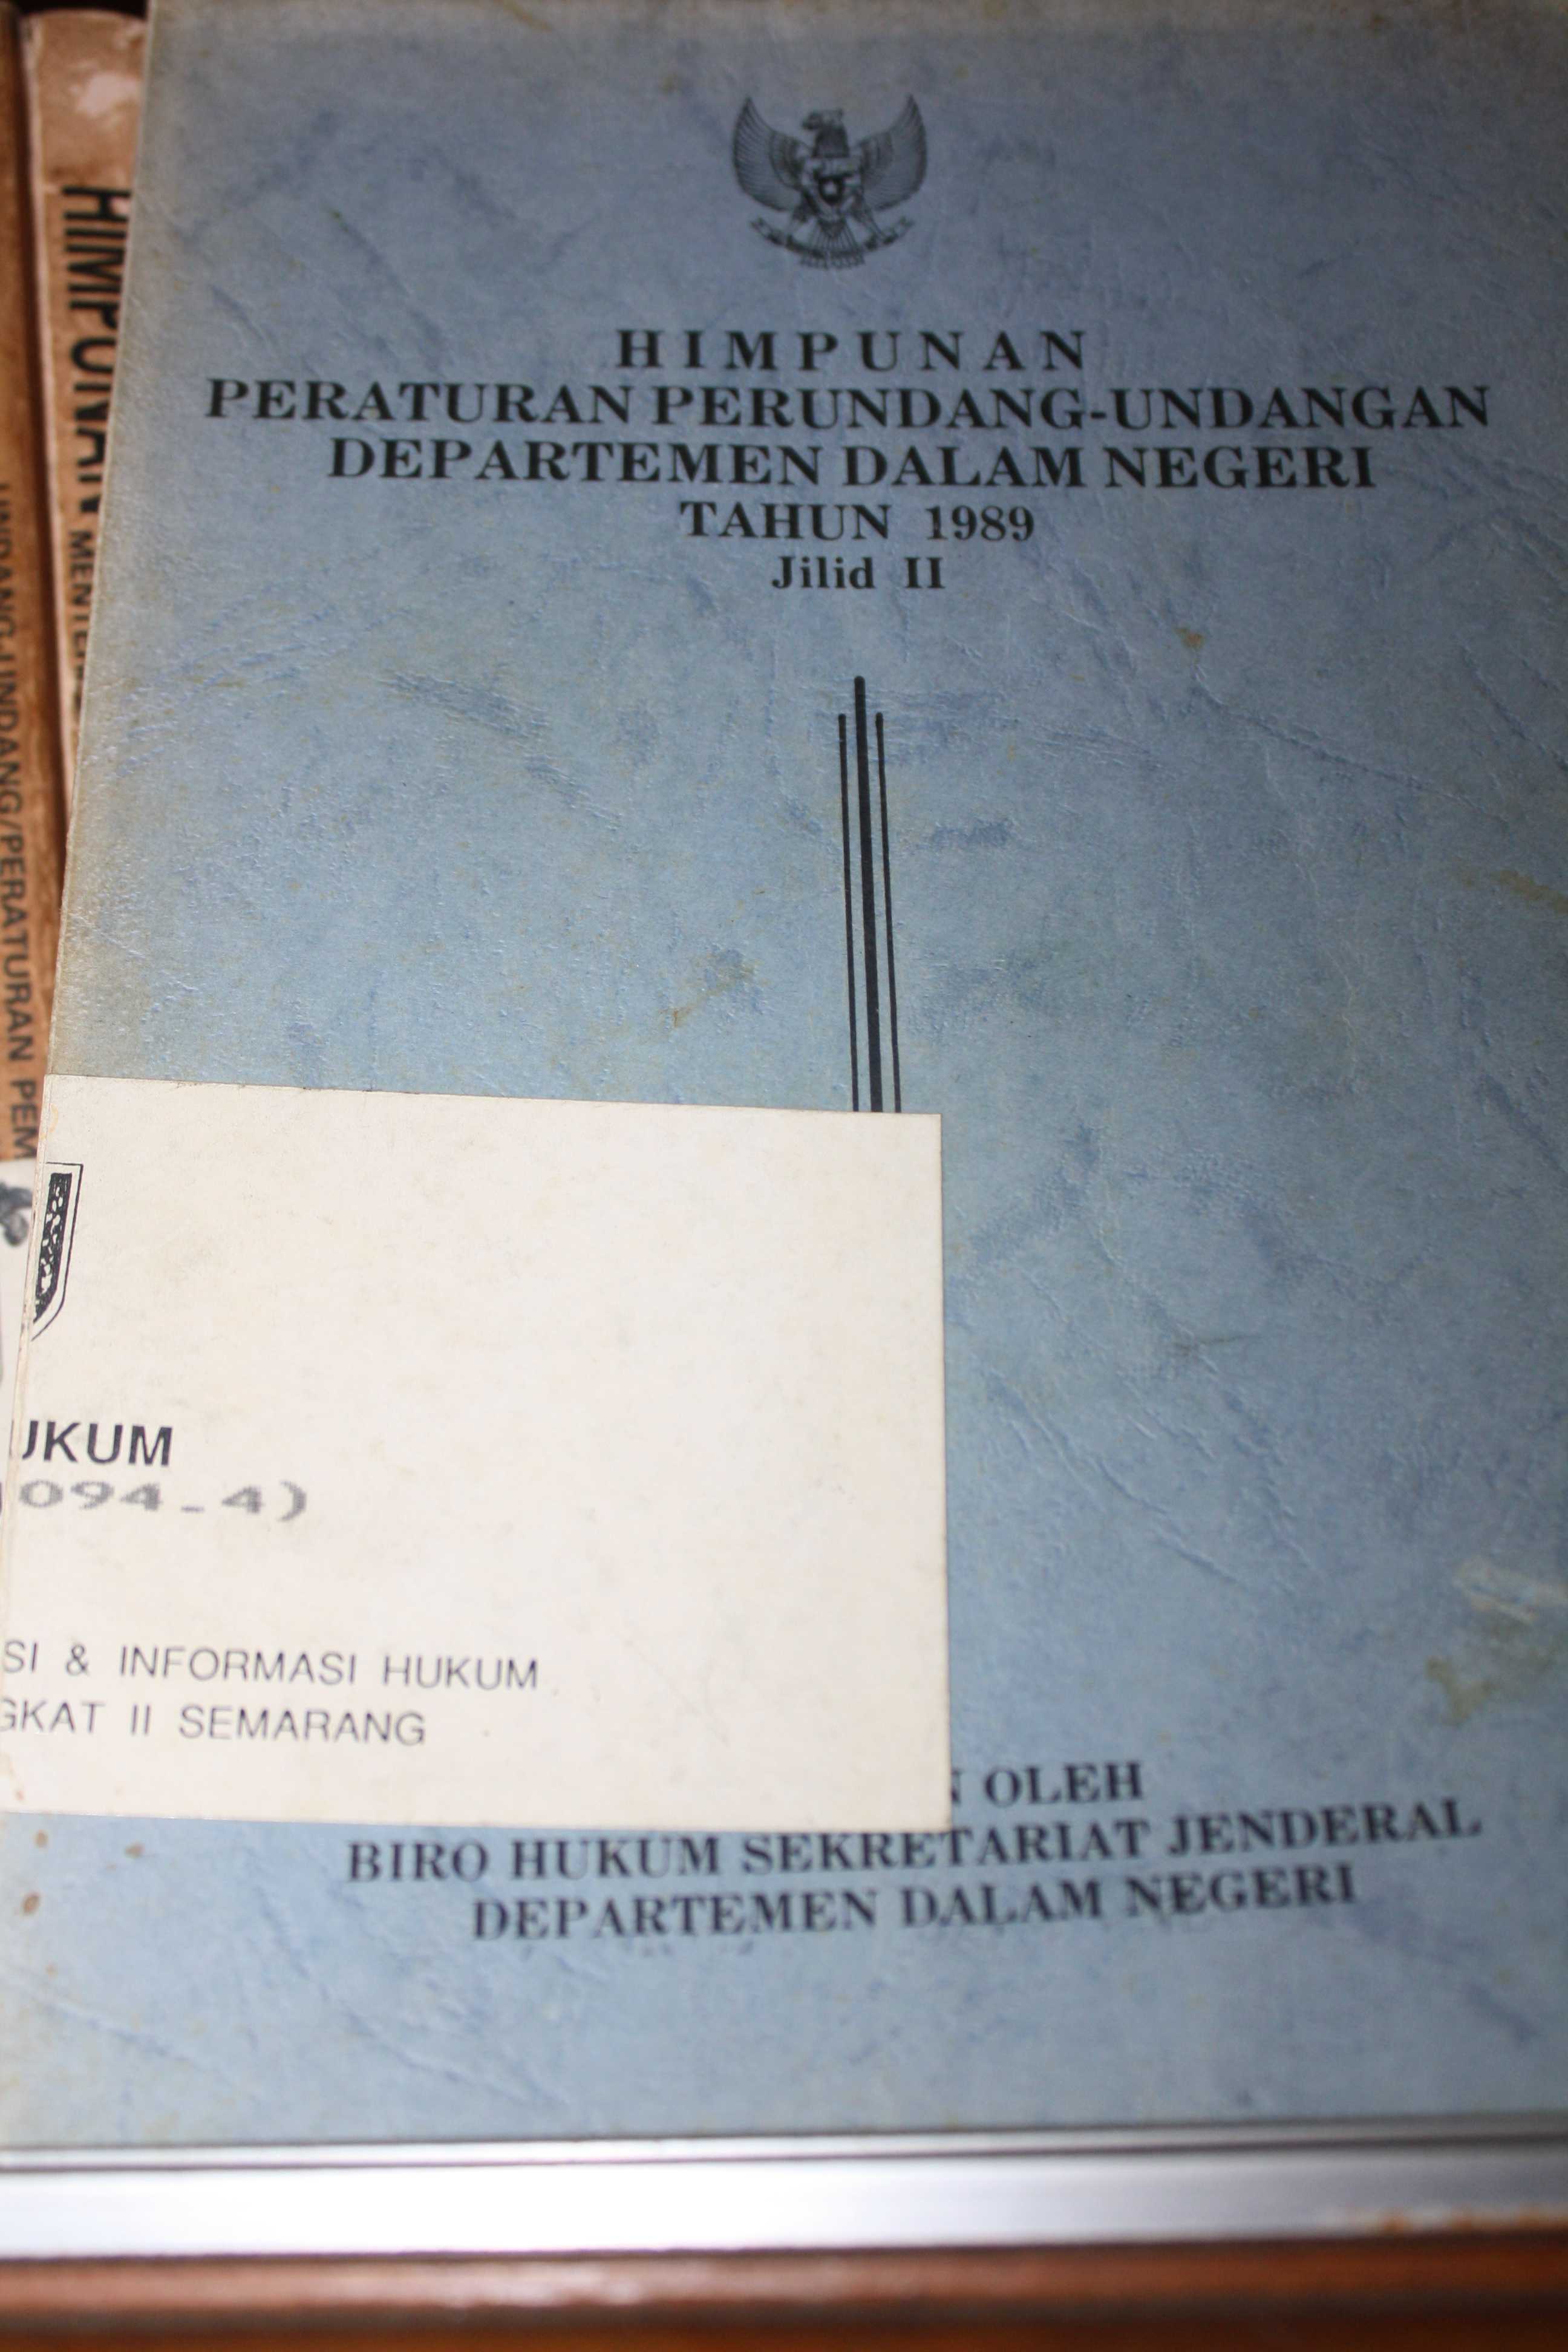 HIMPUNAN
PERATURAN PERUNDANG-UNDANGAN
DEPARTEMEN DALAM NEGERI
TAHUN 1989
Jilid II
UKUM
094-4)
SI & INFORMASI HUKUM
GKAT II SEMARANG
N OLEH
BIRO HUKUM SEKRETARIAT JENDERAL
DEPARTEMEN DALAM NEGERI
HIMPUNAN
UNDANG-UNDANG/PERATURAN PEM